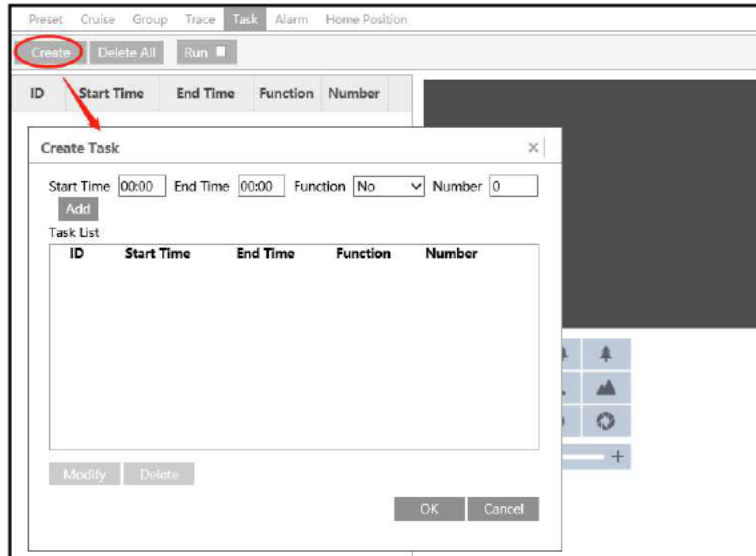 Preset Cruise Group Trace Task Alarm Home Position
Create Delete All Run
ID Start Time End Time Function Number
Create Task
Start Time 00:00 End Time 00:00 Function No Number 0
Add
Task List
ID Start Time End Time Function Number
Modify Delete
OK Cancel